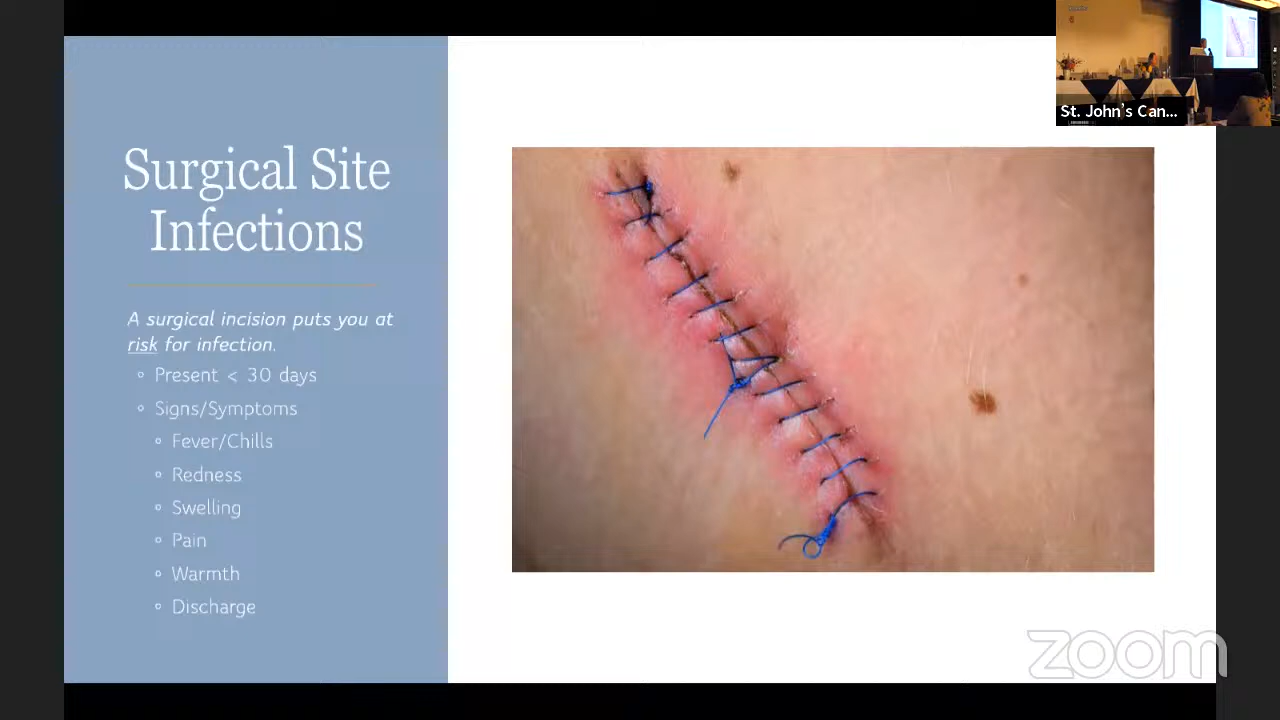 Surgical Site
Infections
A surgical incision puts you at
risk for infection.
Present < 30 days
Signs/Symptoms
Fever/Chills
Redness
Swelling
Pain
Warmth
Discharge
St. John's Can...
zoom